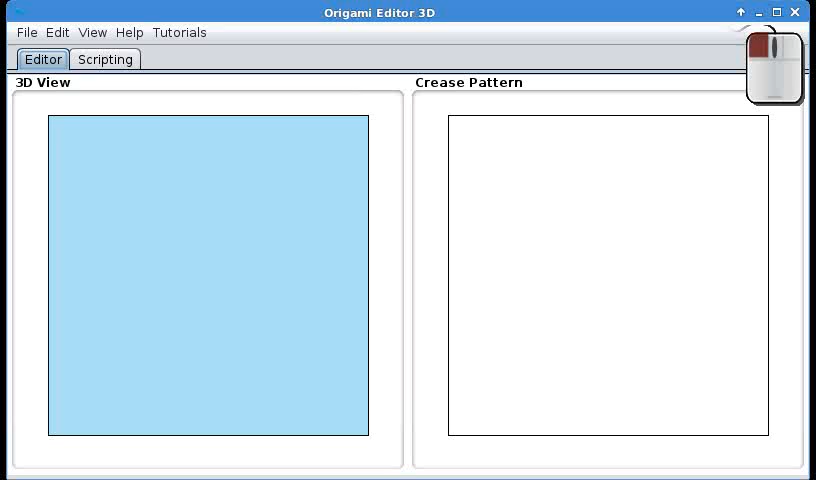 Origami Editor 3D
File Edit View Help Tutorials
Editor Scripting
3D View Crease Pattern